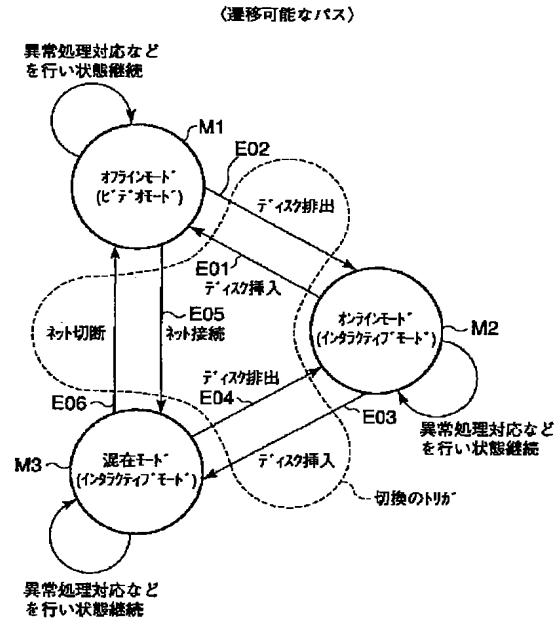 〈遷移可能なパス〉
異常処理対応など
を行い状態継続
M1
E02
オフラインモード
(ビデオモード)
ディスク排出
E01
ディスク挿入
E05
ネット切断
ネット接続
オンラインモード
(インタラクティブモード)
M2
ディスク排出
E04
E06
E03
異常処理対応など
を行い状態継続
M3
混在モード
(インタラクティブモード)
ディスク挿入
切換のトリガ
異常処理対応など
を行い状態継続